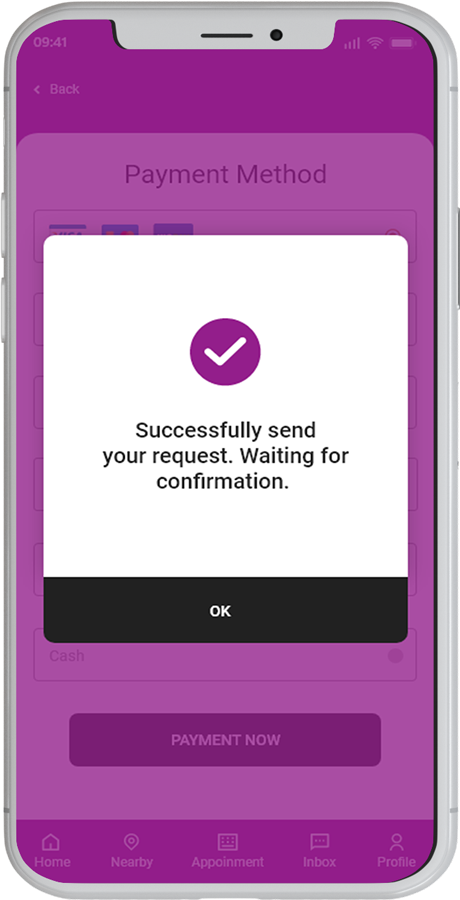 09:41
Back
Payment Method
VISA
Successfully send
your request. Waiting for
confirmation.
OK
Cash
PAYMENT NOW
Home
Nearby
Appoinment
Inbox
Profile